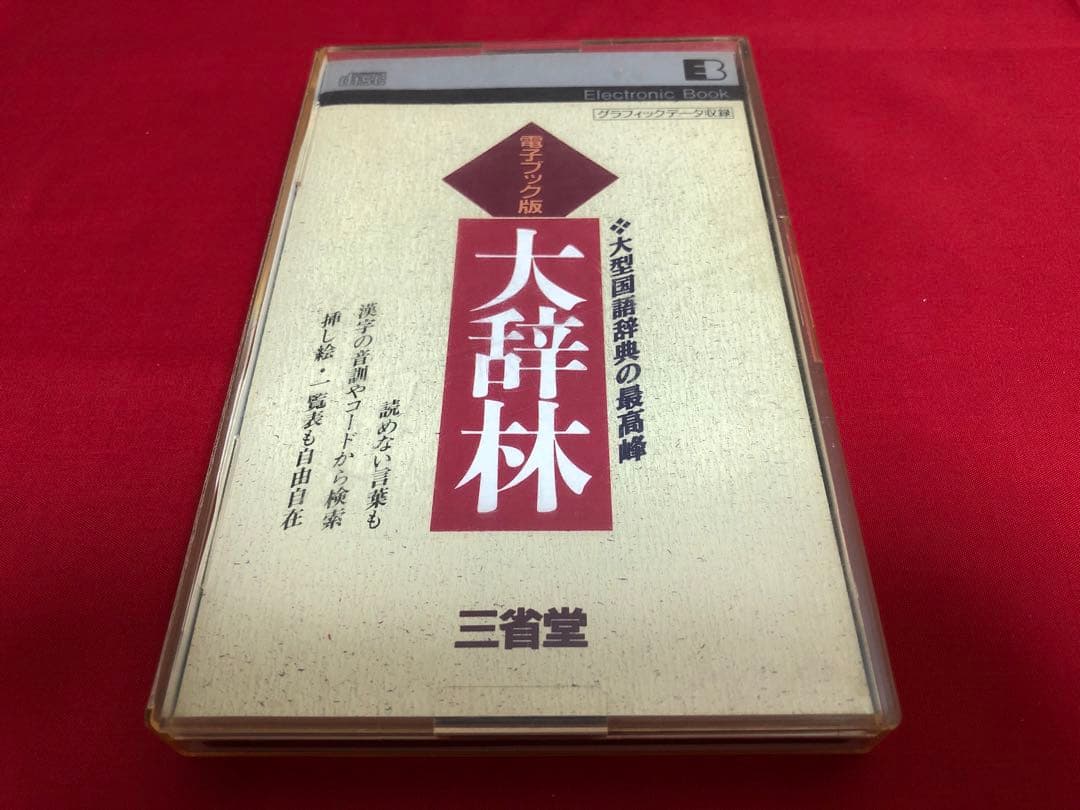 disc
EB
Electronic Book
グラフィックデータ収録
電子ブック版
大辞林
❖大型国語辞典の最高峰
読めない言葉も
漢字の音訓やコードから検索
挿し絵・一覧表も自由自在
三省堂